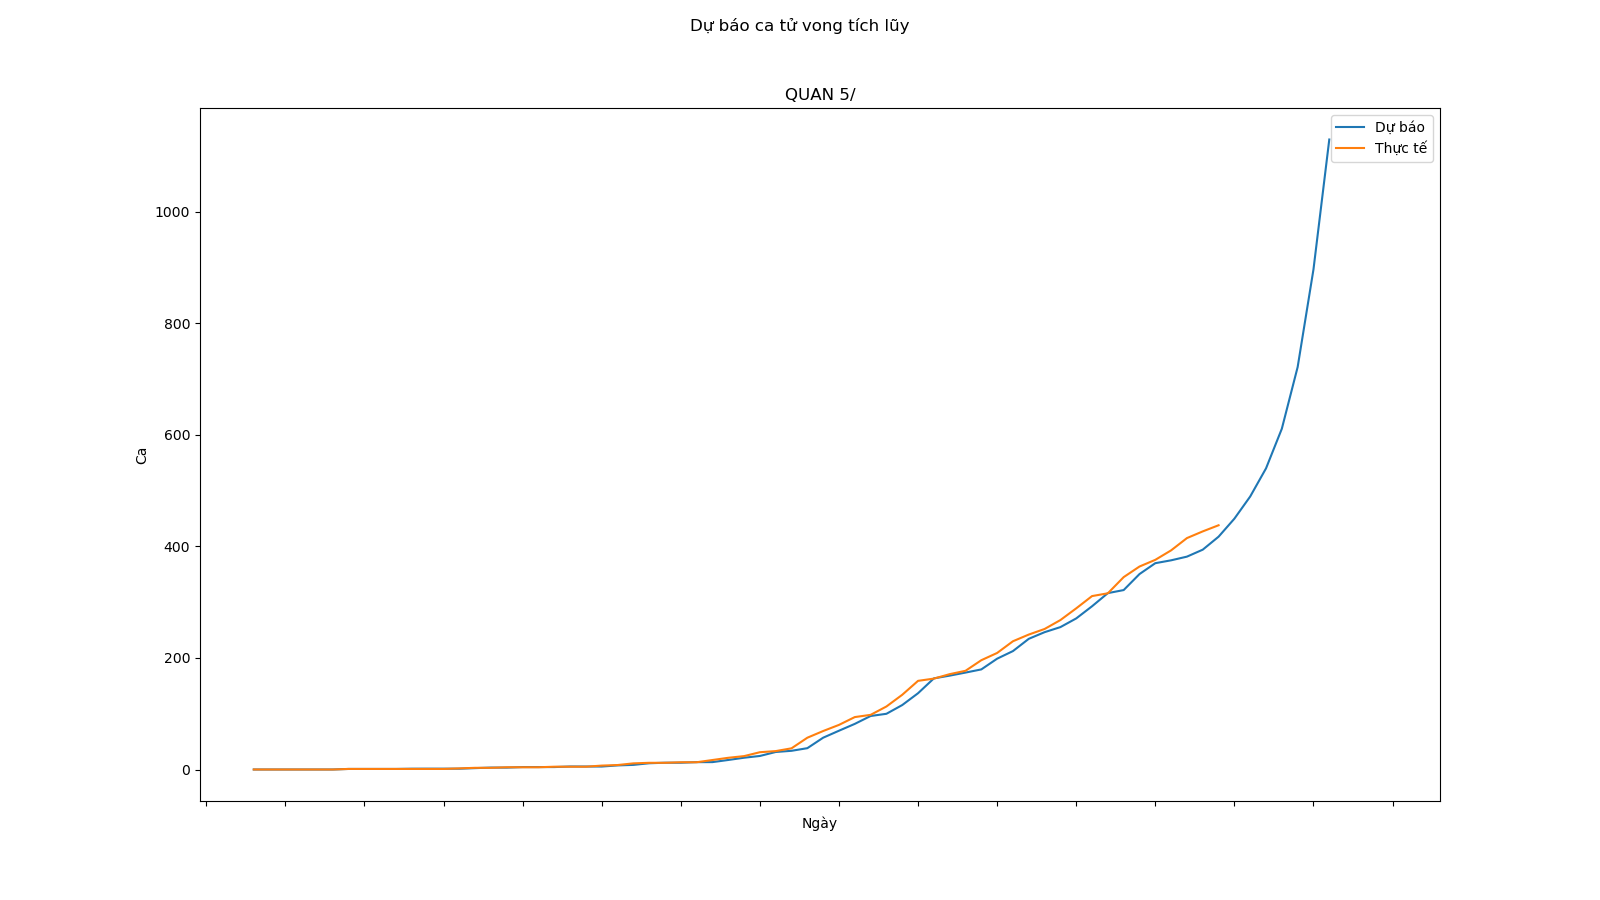 Dự báo ca tử vong tích lũy
QUAN 5/
Dự báo
Thực tế
1000
800
600
400
200
0
Ca
Ngày